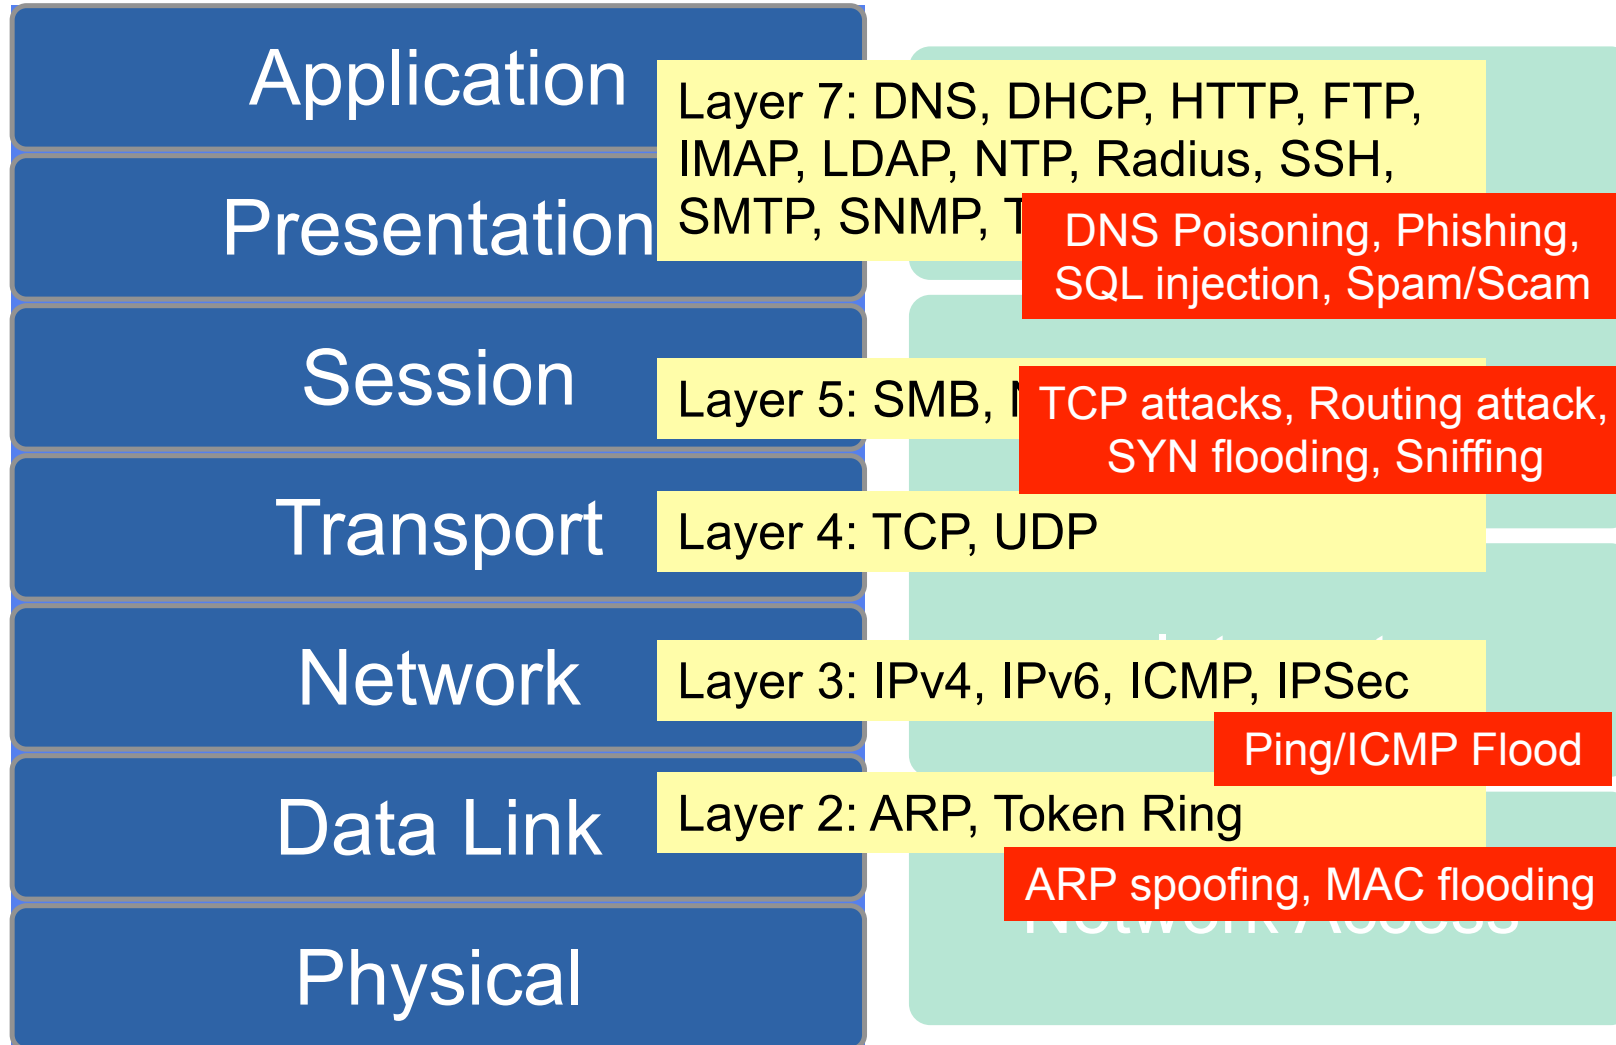 Application
Layer 7: DNS, DHCP, HTTP, FTP,
IMAP, LDAP, NTP, Radius, SSH,
SMTP, SNMP,
Presentation
DNS Poisoning, Phishing,
SQL injection, Spam/Scam
Session
Layer 5: SMB,
TCP attacks, Routing attack,
SYN flooding, Sniffing
Transport
Layer 4: TCP, UDP
Network
Layer 3: IPv4, IPv6, ICMP, IPSec
Ping/ICMP Flood
Data Link
Layer 2: ARP, Token Ring
ARP spoofing, MAC flooding
Network Access
Physical